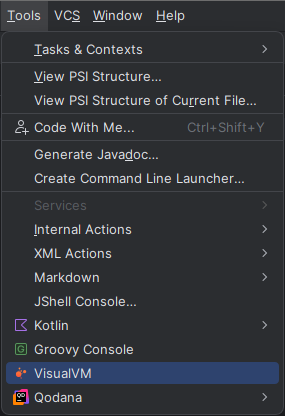 Tools VCS Window Help
Tasks & Contexts
View PSI Structure...
View PSI Structure of Current File...
Code With Me... Ctrl+Shift+Y
Generate Javadoc...
Create Command Line Launcher...
Services
Internal Actions
XML Actions
Markdown
JShell Console...
Kotlin
Groovy Console
VisualVM
Qodana